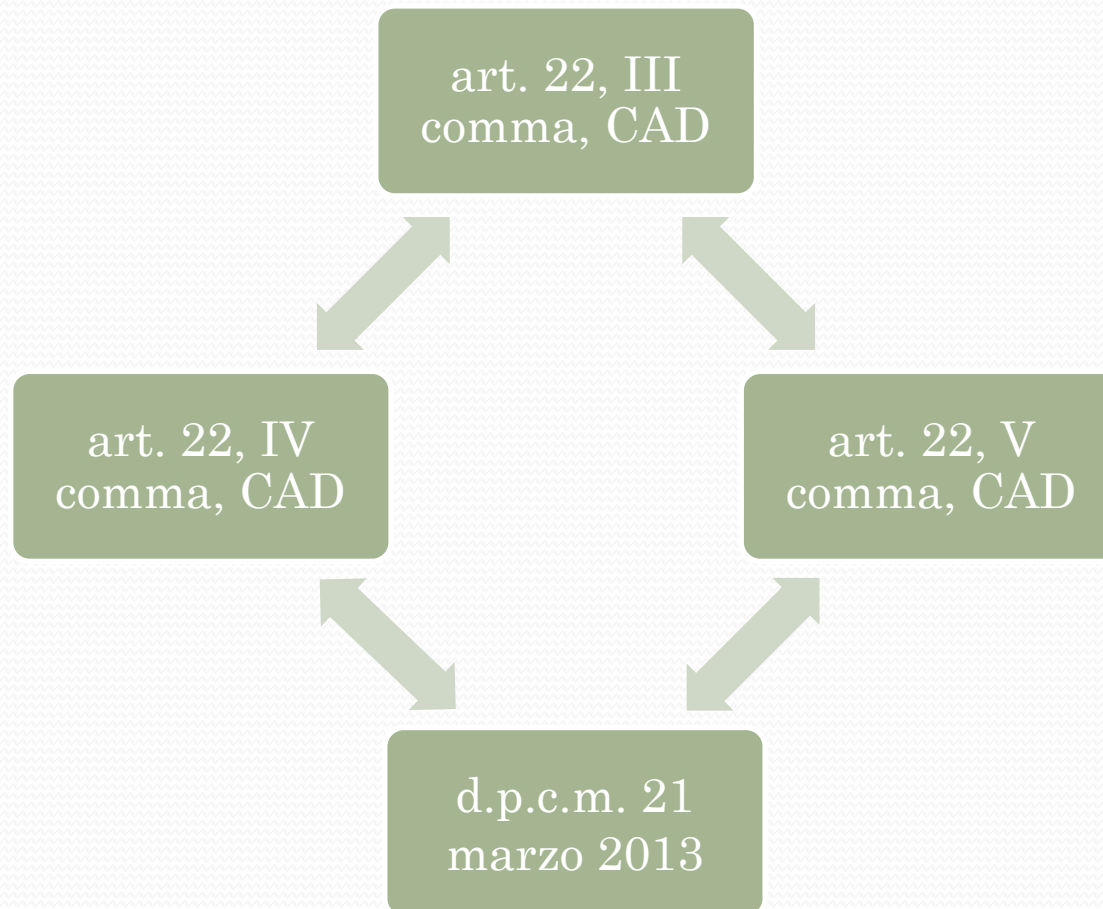 art. 22, III
comma, CAD
art. 22, IV
comma, CAD
art. 22, V
comma, CAD
d.p.c.m. 21
marzo 2013